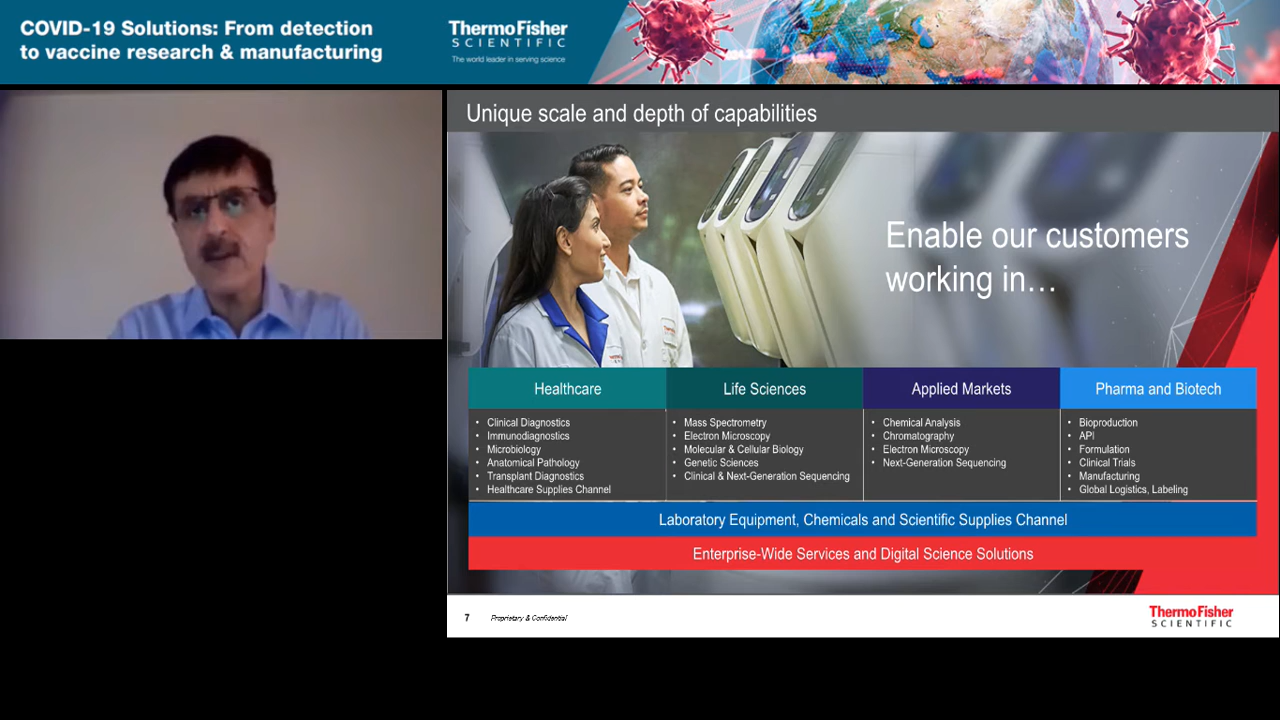 COVID-19 Solutions: From detection
to vaccine research & manufacturing
ThermoFisher
SCIENTIFIC
The world leader in serving science
Unique scale and depth of capabilities
Enable our customers
working in…
Healthcare
• Clinical Diagnostics
• Immunodiagnostics
• Microbiology
• Anatomical Pathology
• Transplant Diagnostics
• Healthcare Supplies Channel
Life Sciences
• Mass Spectrometry
• Electron Microscopy
• Molecular & Cellular Biology
• Genetic Sciences
• Clinical & Next-Generation Sequencing
Applied Markets
• Chemical Analysis
• Chromatography
• Electron Microscopy
• Next-Generation Sequencing
Pharma and Biotech
• Bioproduction
• API
• Formulation
• Clinical Trials
• Manufacturing
• Global Logistics, Labeling
Laboratory Equipment, Chemicals and Scientific Supplies Channel
Enterprise-Wide Services and Digital Science Solutions
7 Proprietary & Confidential
ThermoFisher
SCIENTIFIC